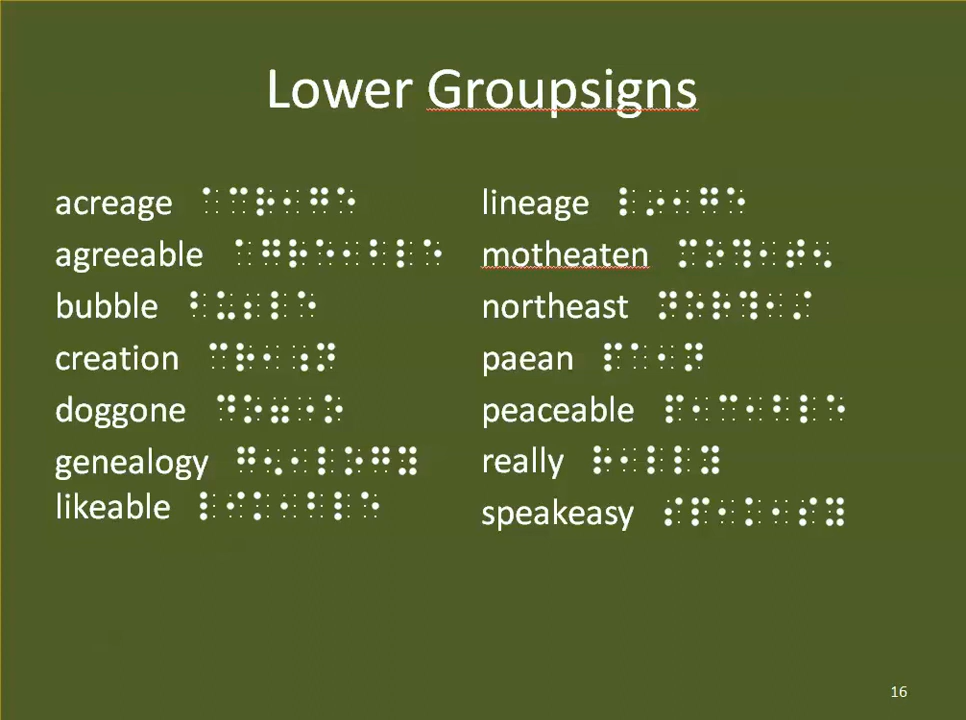 Lower Groupsigns
acreage ⠁⠉⠗⠂⠛⠑
agreeable ⠁⠛⠗⠑⠂⠃⠇⠑
bubble ⠃⠥⠆⠇⠑
creation ⠉⠗⠂⠰⠝
doggone ⠙⠕⠶⠐⠕
genealogy ⠛⠢⠂⠇⠕⠛⠽
likeable ⠇⠊⠅⠂⠃⠇⠑
lineage ⠇⠔⠂⠛⠑
motheaten ⠍⠕⠹⠂⠞⠢
northeast ⠝⠕⠗⠹⠂⠌
paean ⠏⠁⠂⠝
peaceable ⠏⠂⠉⠂⠃⠇⠑
really ⠗⠂⠇⠇⠽
speakeasy ⠎⠏⠂⠅⠂⠎⠽
16